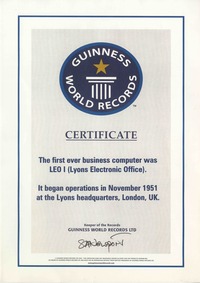 GUINNESS
WORLD RECORDS
™
CERTIFICATE
The first ever business computer was
LEO I (Lyons Electronic Office).
It began operations in November 1951
at the Lyons headquarters, London, UK.
Keeper of the Records
GUINNESS WORLD RECORDS LTD